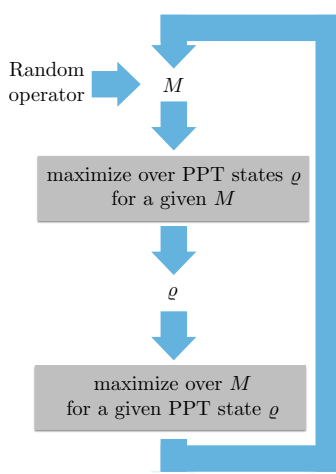 Random
operator
M
maximize over PPT states ϱ
for a given M
ϱ
maximize over M
for a given PPT state ϱ